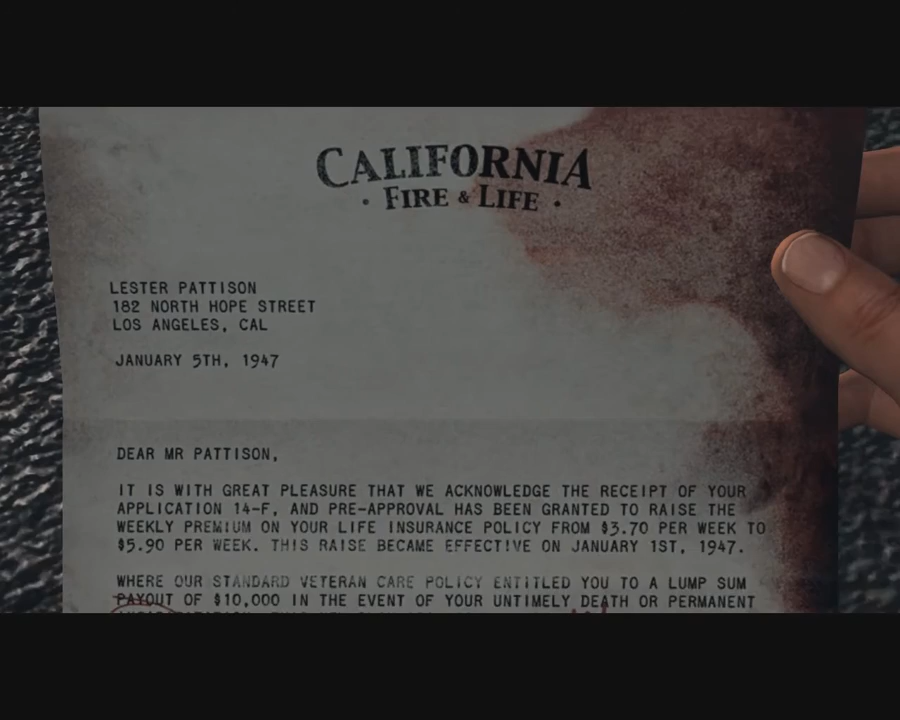 CALIFORNIA
· FIRE & LIFE ·
LESTER PATTISON
182 NORTH HOPE STREET
LOS ANGELES, CAL
JANUARY 5TH, 1947
DEAR MR PATTISON,
IT IS WITH GREAT PLEASURE THAT WE ACKNOWLEDGE THE RECEIPT OF YOUR
APPLICATION 14-F, AND PRE-APPROVAL HAS BEEN GRANTED TO RAISE THE
WEEKLY PREMIUM ON YOUR LIFE INSURANCE POLICY FROM $3.70 PER WEEK TO
$5.90 PER WEEK. THIS RAISE BECAME EFFECTIVE ON JANUARY 1ST, 1947.
WHERE OUR STANDARD VETERAN CARE POLICY ENTITLED YOU TO A LUMP SUM
PAYOUT OF $10,000 IN THE EVENT OF YOUR UNTIMELY DEATH OR PERMANENT